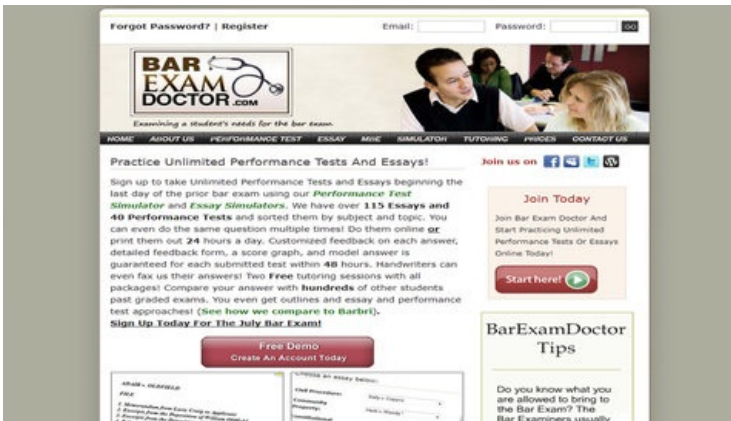 Forgot Password? | Register
Email:
Password:
GO
BAR
EXAM
DOCTOR.COM
Examining a student's needs for the bar exam
HOME ABOUT US PERFORMANCE TEST ESSAY MBE SIMULATOR TUTORING PRICES CONTACT US
Practice Unlimited Performance Tests And Essays!
Sign up to take Unlimited Performance Tests and Essays beginning the
last day of the prior bar exam using our Performance Test
Simulator and Essay Simulators. We have over 115 Essays and
40 Performance Tests and sorted them by subject and topic. You
can even do the same question multiple times! Do them online or
print them out 24 hours a day. Customized feedback on each answer,
detailed feedback form, a score graph, and model answer is
guaranteed for each submitted test within 48 hours. Handwriters can
even fax us their answers! Two Free tutoring sessions with all
packages! Compare your answer with hundreds of other students
past graded exams. You even get outlines and essay and performance
test approaches! (See how we compare to Barbri).
Sign Up Today For The July Bar Exam!
Free Demo
Create An Account Today
ADAIR v. OLDFIELD
FILE
Choose an essay below:
Civil Procedure:
Community
Property:
Join us on
Join Today
Join Bar Exam Doctor And
Start Practicing Unlimited
Performance Tests Or Essays
Online Today!
Start here!
BarExamDoctor
Tips
Do you know what you
are allowed to bring to
the Bar Exam? The
Bar Examiners usually